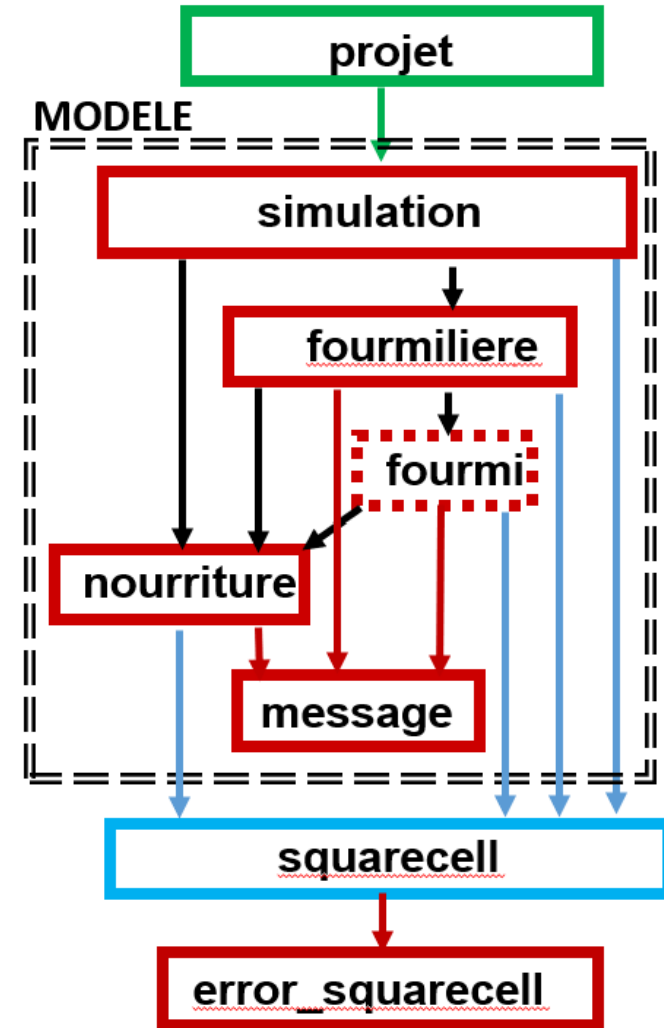 projet
MODELE
simulation
fourmiliere
fourmi
nourriture
message
squarecell
error_squarecell